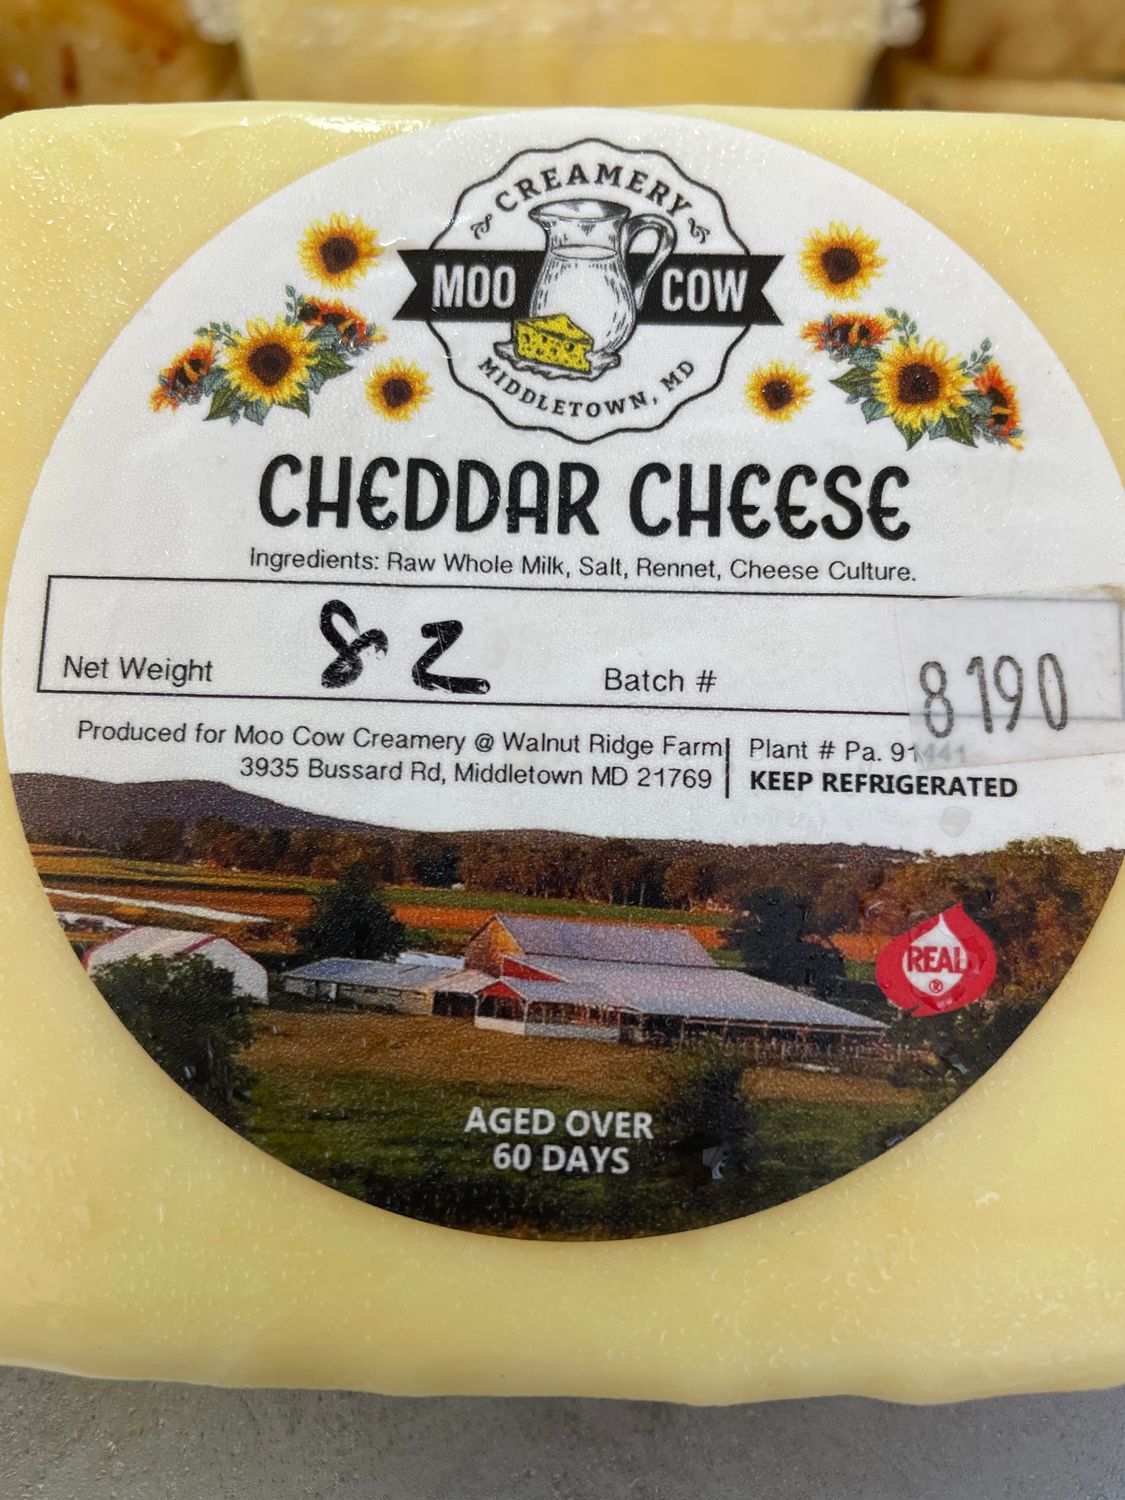 CREAMERY
MOO COW
MIDDLETOWN, MD
CHEDDAR CHEESE
Ingredients: Raw Whole Milk, Salt, Rennet, Cheese Culture.
Net Weight 82 Batch # 8190
Produced for Moo Cow Creamery @ Walnut Ridge Farm
3935 Bussard Rd, Middletown MD 21769
Plant # Pa. 91441
KEEP REFRIGERATED
REAL
®
AGED OVER
60 DAYS